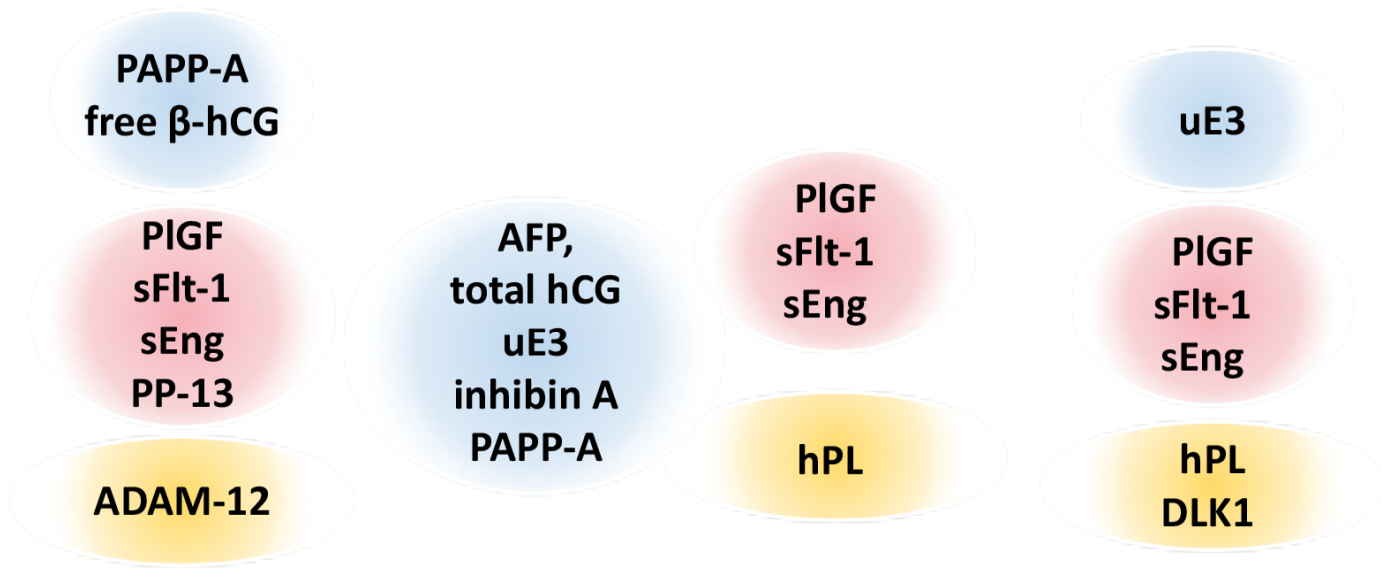 PAPP-A
free β-hCG
PlGF
sFlt-1
sEng
PP-13
ADAM-12
AFP,
total hCG
uE3
inhibin A
PAPP-A
PlGF
sFlt-1
sEng
hPL
uE3
PlGF
sFlt-1
sEng
hPL
DLK1